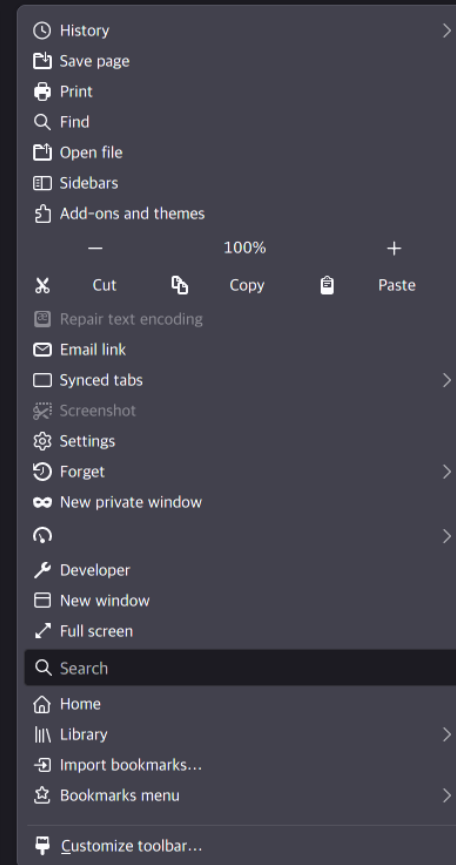 History
Save page
Print
Find
Open file
Sidebars
Add-ons and themes
— 100% +
Cut Copy Paste
Repair text encoding
Email link
Synced tabs
Screenshot
Settings
Forget
New private window
Developer
New window
Full screen
Search
Home
Library
Import bookmarks...
Bookmarks menu
Customize toolbar...